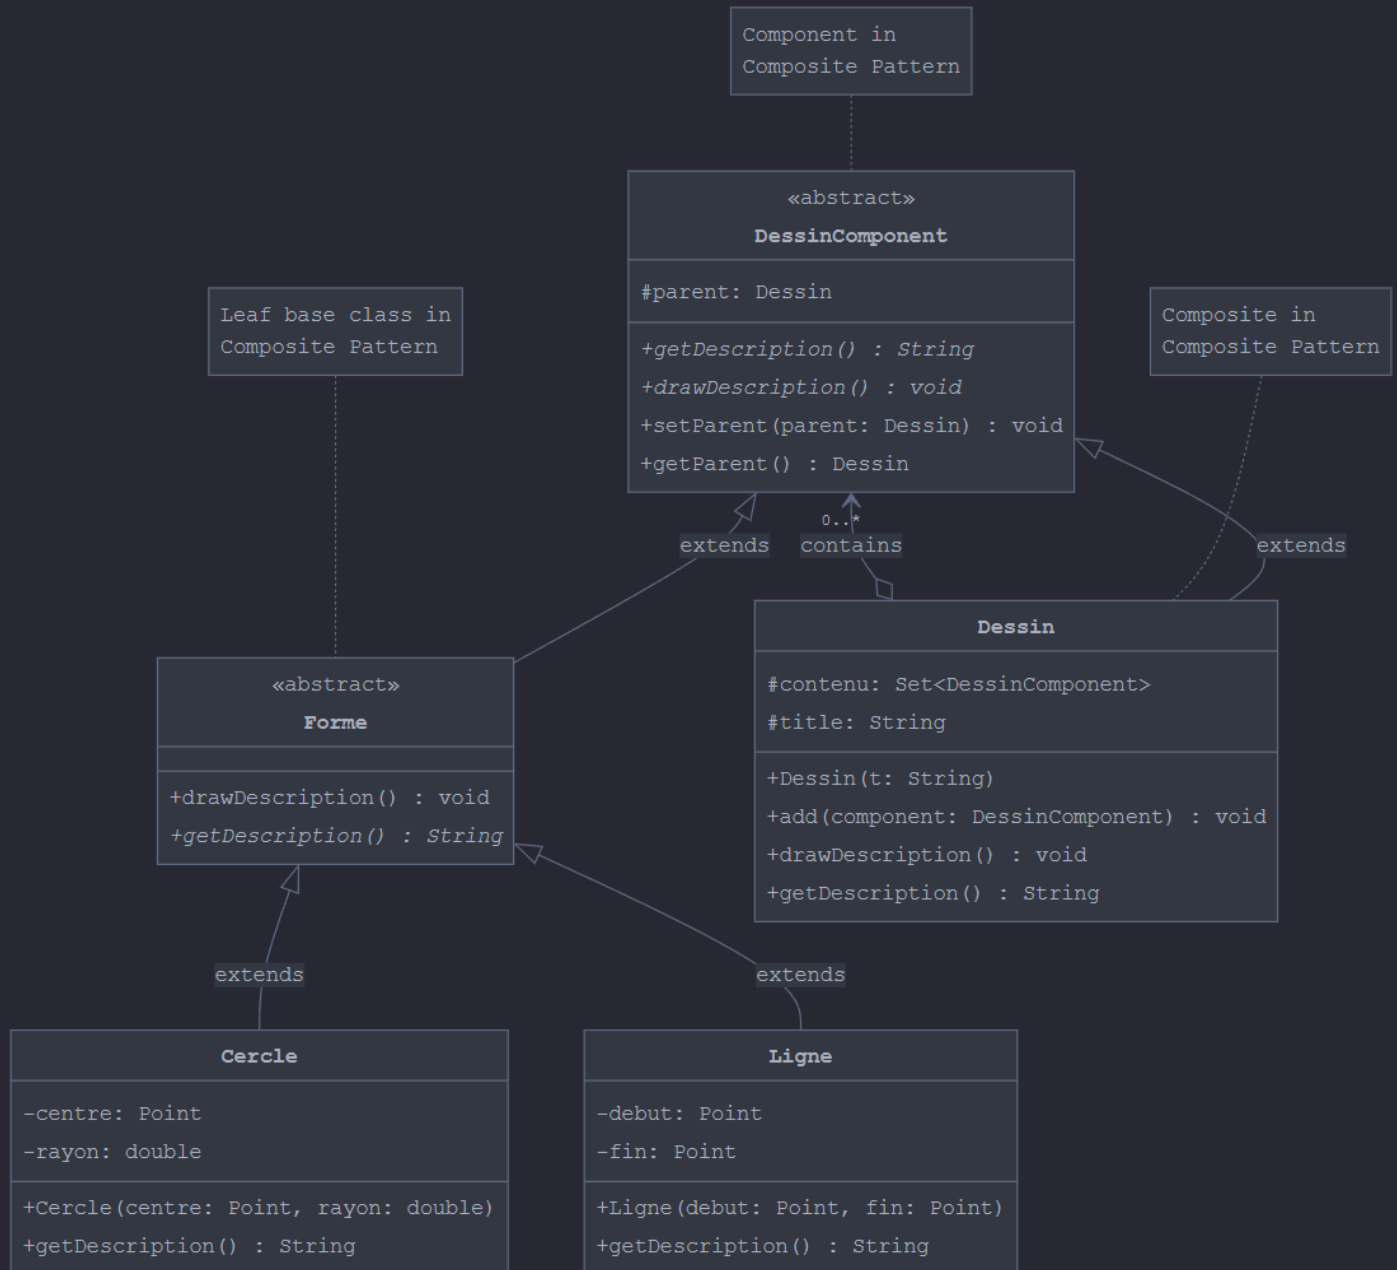 Component in
Composite Pattern
«abstract»
DessinComponent
#parent: Dessin
+getDescription() : String
+drawDescription() : void
+setParent(parent: Dessin) : void
+getParent() : Dessin
Leaf base class in
Composite Pattern
Composite in
Composite Pattern
extends
0..*
contains
extends
Dessin
#contenu: Set<DessinComponent>
#title: String
+Dessin(t: String)
+add(component: DessinComponent) : void
+drawDescription() : void
+getDescription() : String
«abstract»
Forme
+drawDescription() : void
+getDescription() : String
extends
extends
Cercle
-centre: Point
-rayon: double
+Cercle(centre: Point, rayon: double)
+getDescription() : String
Ligne
-debut: Point
-fin: Point
+Ligne(debut: Point, fin: Point)
+getDescription() : String